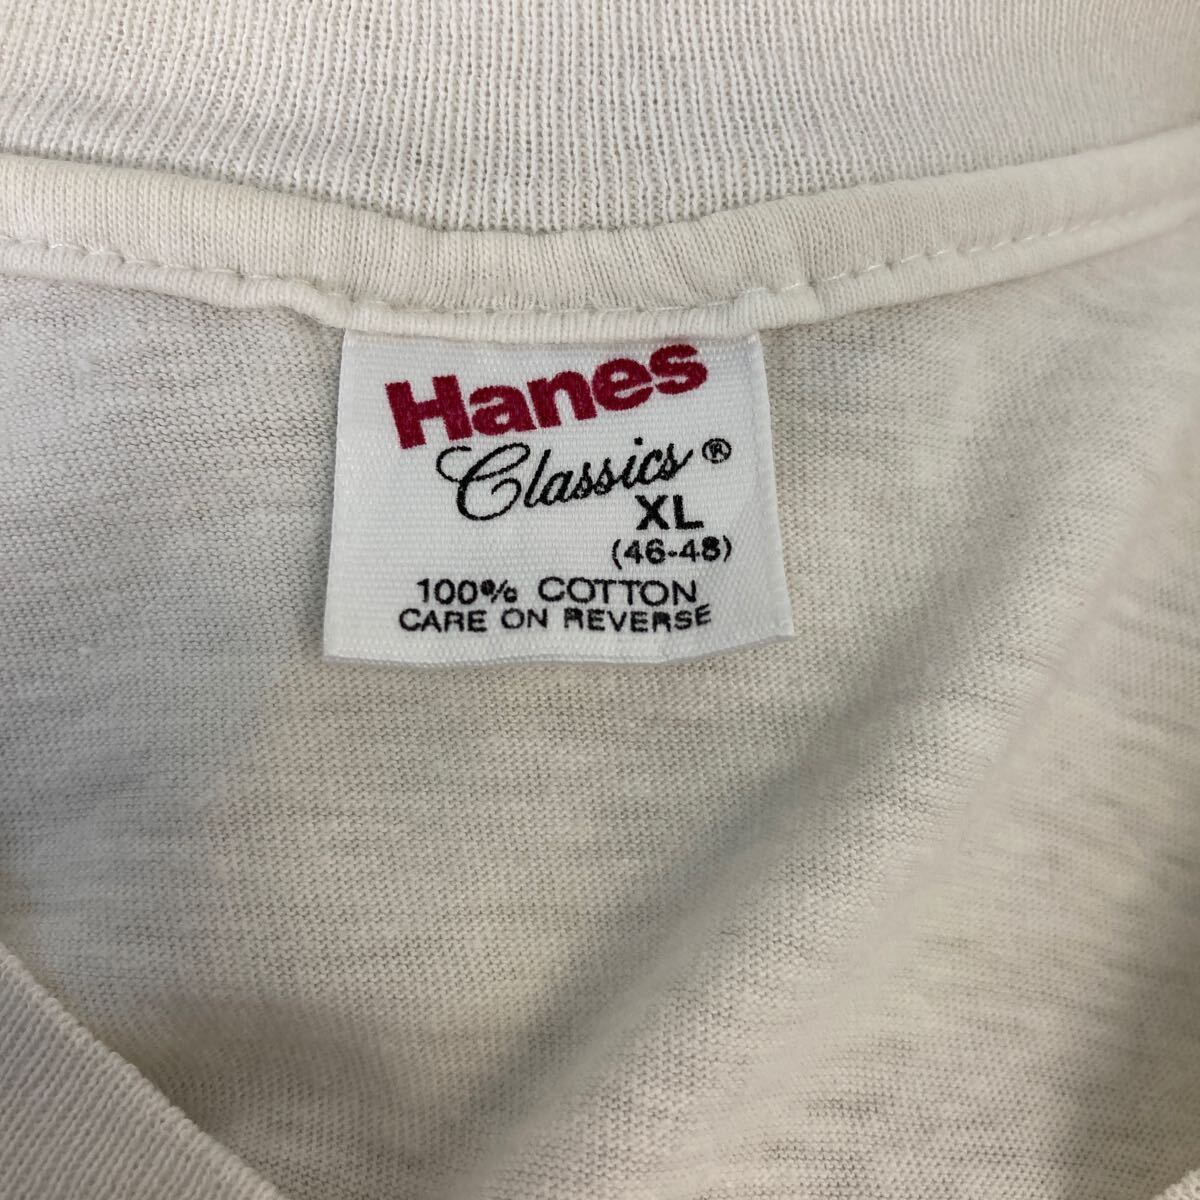 Hanes
Classics®
XL
(46-48)
100% COTTON
CARE ON REVERSE